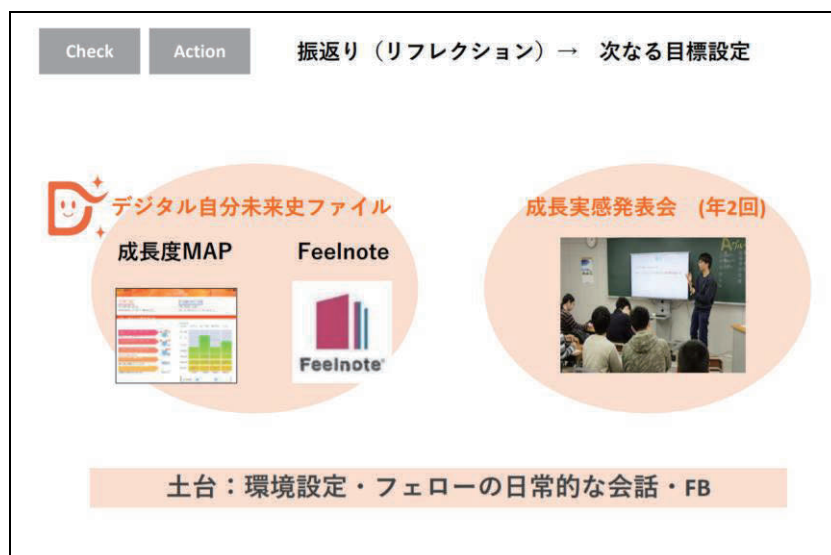 Check
Action
振返り（リフレクション）→ 次なる目標設定
デジタル自分未来史ファイル
成長度MAP
Feelnote
Feelnote
成長実感発表会 (年2回)
土台：環境設定・フェローの日常的な会話・FB